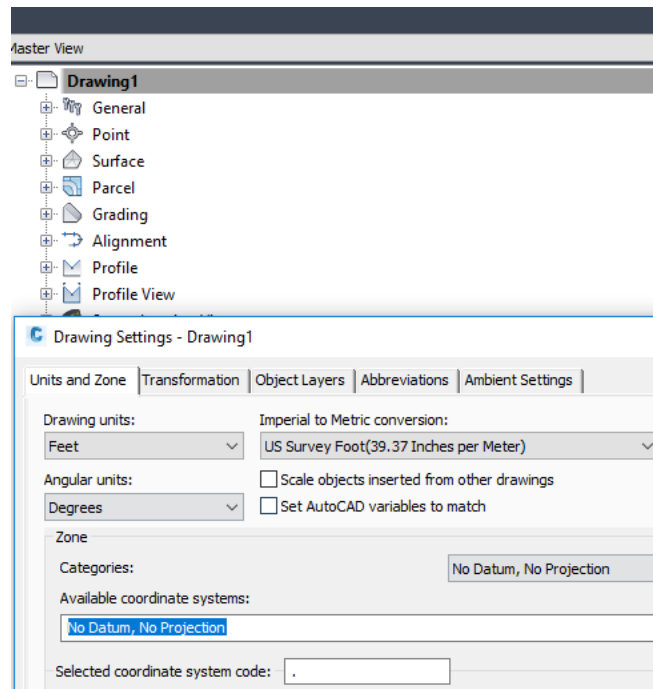 Master View
Drawing1
General
Point
Surface
Parcel
Grading
Alignment
Profile
Profile View
Drawing Settings - Drawing1
Units and Zone Transformation Object Layers Abbreviations Ambient Settings
Drawing units: Imperial to Metric conversion:
Feet US Survey Foot(39.37 Inches per Meter)
Angular units: Scale objects inserted from other drawings
Degrees Set AutoCAD variables to match
Zone
Categories: No Datum, No Projection
Available coordinate systems:
No Datum, No Projection
Selected coordinate system code: .